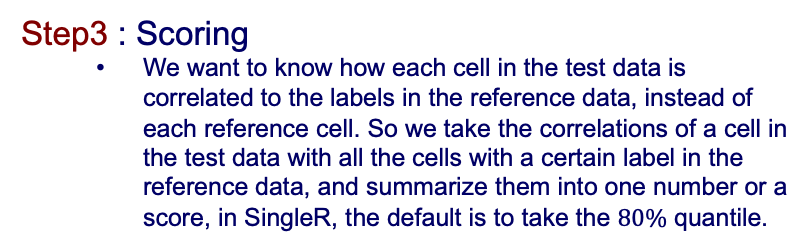 Step3 : Scoring
• We want to know how each cell in the test data is
correlated to the labels in the reference data, instead of
each reference cell. So we take the correlations of a cell in
the test data with all the cells with a certain label in the
reference data, and summarize them into one number or a
score, in SingleR, the default is to take the 80% quantile.